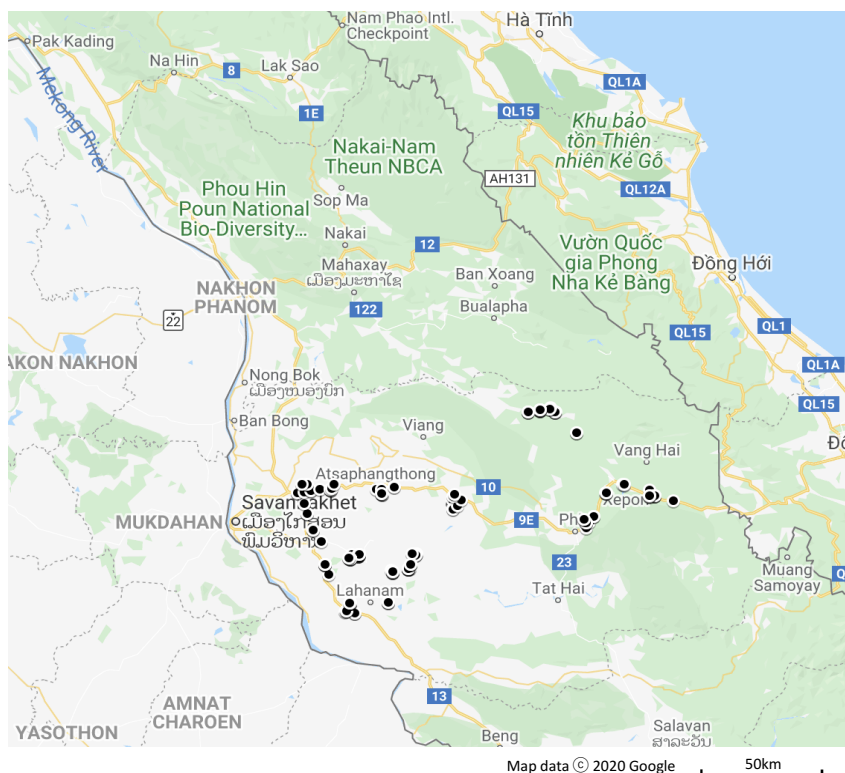 Nam Phao Intl.
Checkpoint
Hà Tĩnh
Pak Kading
Na Hin
8
Lak Sao
QL1A
1E
QL15
Mekong River
Khu bảo
tồn Thiên
nhiên Kẻ Gỗ
Nakai-Nam
Theun NBCA
AH131
QL12A
Phou Hin
Poun National
Bio-Diversity...
Sop Ma
Nakai
12
Vườn Quốc
gia Phong
Nha Kẻ Bàng
Đồng Hới
Mahaxay
ເມືອງມະຫາໄຊ
Ban Xoang
NAKHON
PHANOM
Bualapha
122
22
QL15
QL1
AKON NAKHON
QL1A
Nong Bok
ເມືອງໜອງບົກ
QL15
Ban Bong
Viang
Vang Hai
Atsaphangthong
10
Savannakhet
ເມືອງໄກສອນ
ພົມວິຫານ
MUKDAHAN
9E
23
Muang
Samoyay
Lahanam
Tat Hai
13
AMNAT
CHAROEN
YASOTHON
Beng
Salavan
ສາລະວັນ
Map data ⓒ 2020 Google
50km